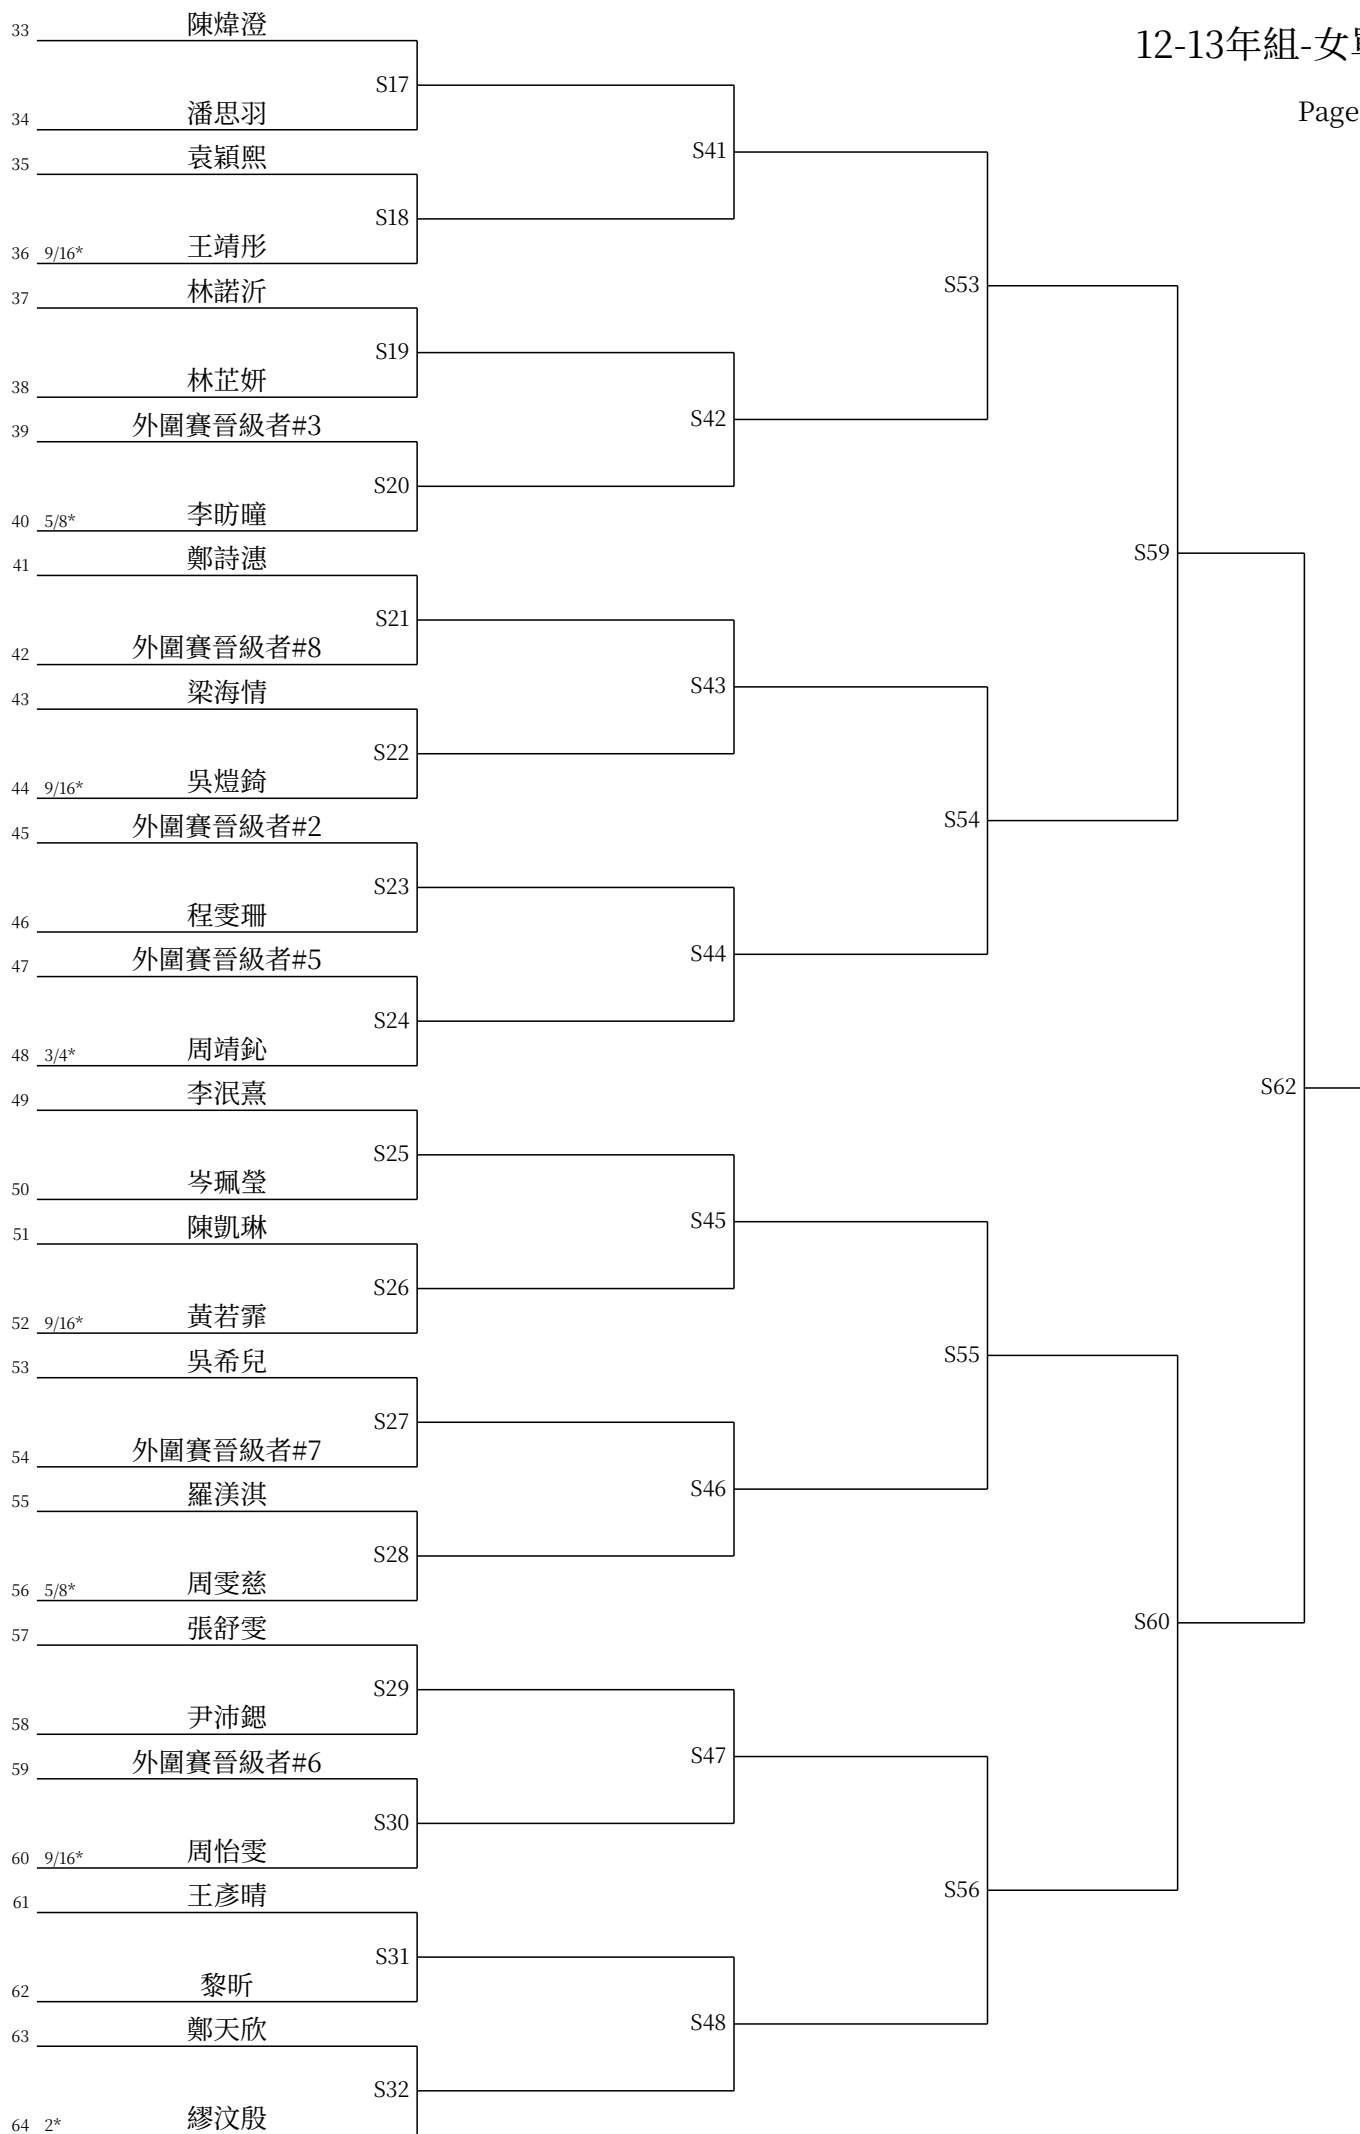 12-13年組-女單
Page
33 陳煒澄
S17
34 潘思羽
S41
35 袁穎熙
S18
36 9/16* 王靖彤
S53
37 林諾沂
S19
38 林芷妍
S42
39 外圍賽晉級者#3
S20
40 5/8* 李昉曈
S59
41 鄭詩漶
S21
42 外圍賽晉級者#8
S43
43 梁海情
S22
44 9/16* 吳熷錡
S54
45 外圍賽晉級者#2
S23
46 程雯珊
S44
47 外圍賽晉級者#5
S24
48 3/4* 周靖鈊
S62
49 李泯熹
S25
50 岑珮瑩
S45
51 陳凱琳
S26
52 9/16* 黃若霏
S55
53 吳希兒
S27
54 外圍賽晉級者#7
S46
55 羅渼淇
S28
56 5/8* 周雯慈
S60
57 張舒雯
S29
58 尹沛鍶
S47
59 外圍賽晉級者#6
S30
60 9/16* 周怡雯
S56
61 王彥晴
S31
62 黎昕
S48
63 鄭天欣
S32
64 2* 繆汶殷